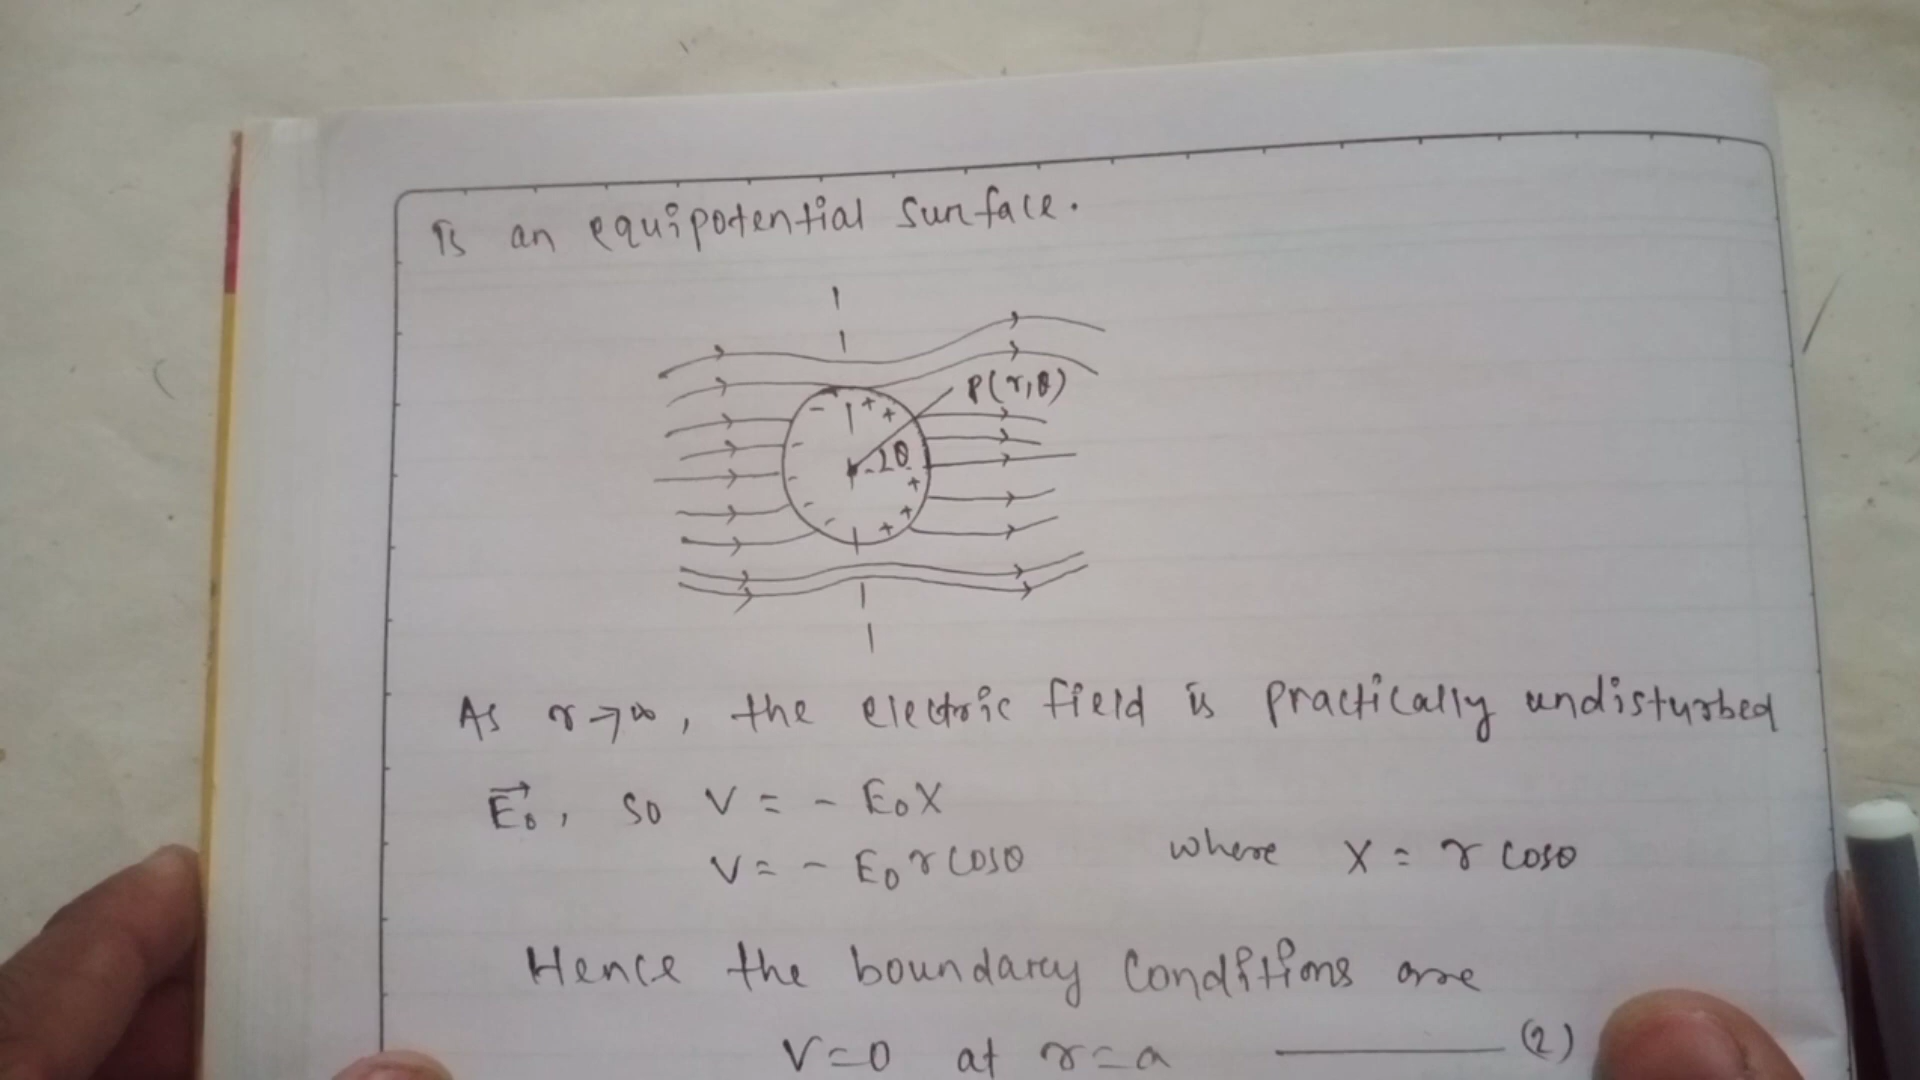 is an equipotential surface.
P(r,θ)
θ
As r→∞, the electric field is practically undisturbed
E⃗₀, so V = - E₀X
V = - E₀ r cosθ where X = r cosθ
Hence the boundary Conditions are
V=0 at r=a ——— (2)